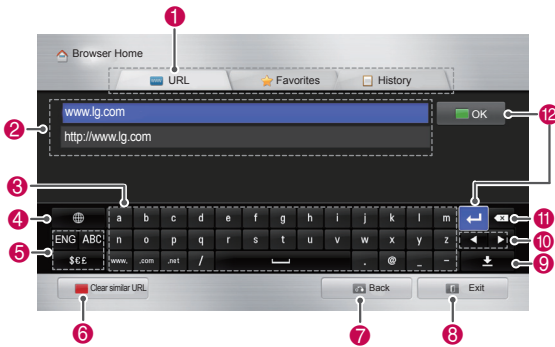 1
Browser Home
URL Favorites History
www.lg.com OK 12
2
http://www.lg.com
3
4 a b c d e f g h i j k l m 11
ENG ABC n o p q r s t u v w x y z 10
5
$€£ www. .com .net / . @ _ - 9
Clear similar URL Back Exit
6 7 8